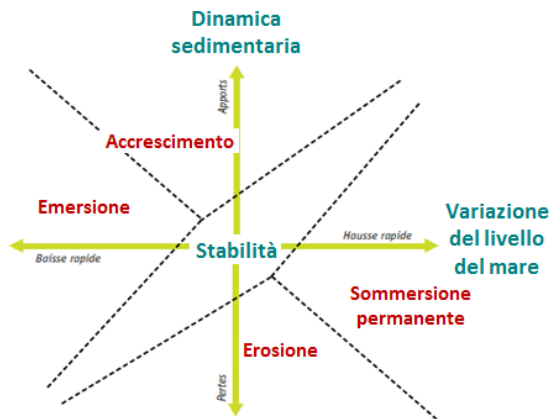 Dinamica
sedimentaria
Apports
Accrescimento
Emersione
Variazione
del livello
del mare
Hausse rapide
Stabilità
Baisse rapide
Sommersione
permanente
Erosione
Pertes